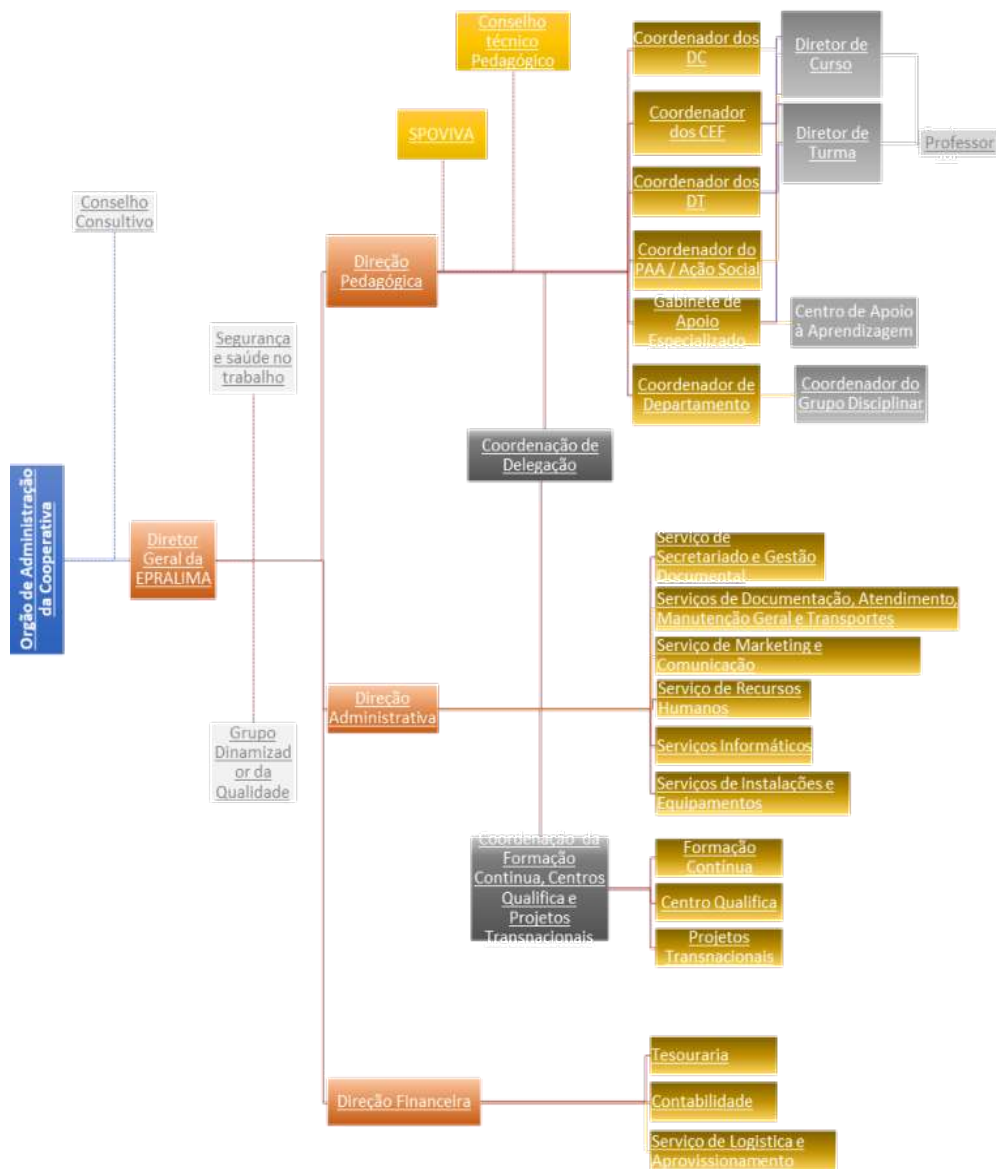 Conselho
técnico
Pedagógico
SPOVIVA
Coordenador dos
DC
Diretor de
Curso
Coordenador
dos CEF
Diretor de
Turma
Professor
Coordenador dos
DT
Conselho
Consultivo
Direção
Pedagógica
Coordenador do
PAA / Ação Social
Gabinete de
Apoio
Especializado
Centro de Apoio
à Aprendizagem
Segurança
e saúde no
trabalho
Coordenador de
Departamento
Coordenador do
Grupo Disciplinar
Coordenação de
Delegação
Orgão de Administração
da Cooperativa
Diretor
Geral da
EPRALIMA
Serviço de
Secretariado e Gestão
Documental
Serviços de Documentação, Atendimento,
Manutenção Geral e Transportes
Serviço de Marketing e
Comunicação
Direção
Administrativa
Serviço de Recursos
Humanos
Grupo
Dinamizad
or da
Qualidade
Serviços Informáticos
Serviços de Instalações e
Equipamentos
Coordenação da
Formação
Continua, Centros
Qualifica e
Projetos
Transnacionais
Formação
Continua
Centro Qualifica
Projetos
Transnacionais
Tesouraria
Direção Financeira
Contabilidade
Serviço de Logistica e
Aprovissionamento